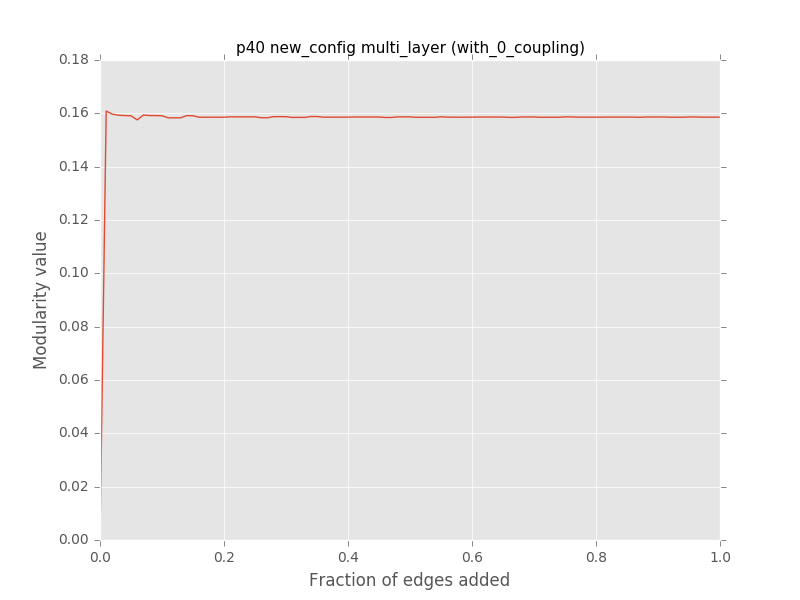 p40 new_config multi_layer (with_0_coupling)
0.18
0.16
0.14
0.12
0.10
0.08
0.06
0.04
0.02
0.00
Modularity value
0.0 0.2 0.4 0.6 0.8 1.0
Fraction of edges added